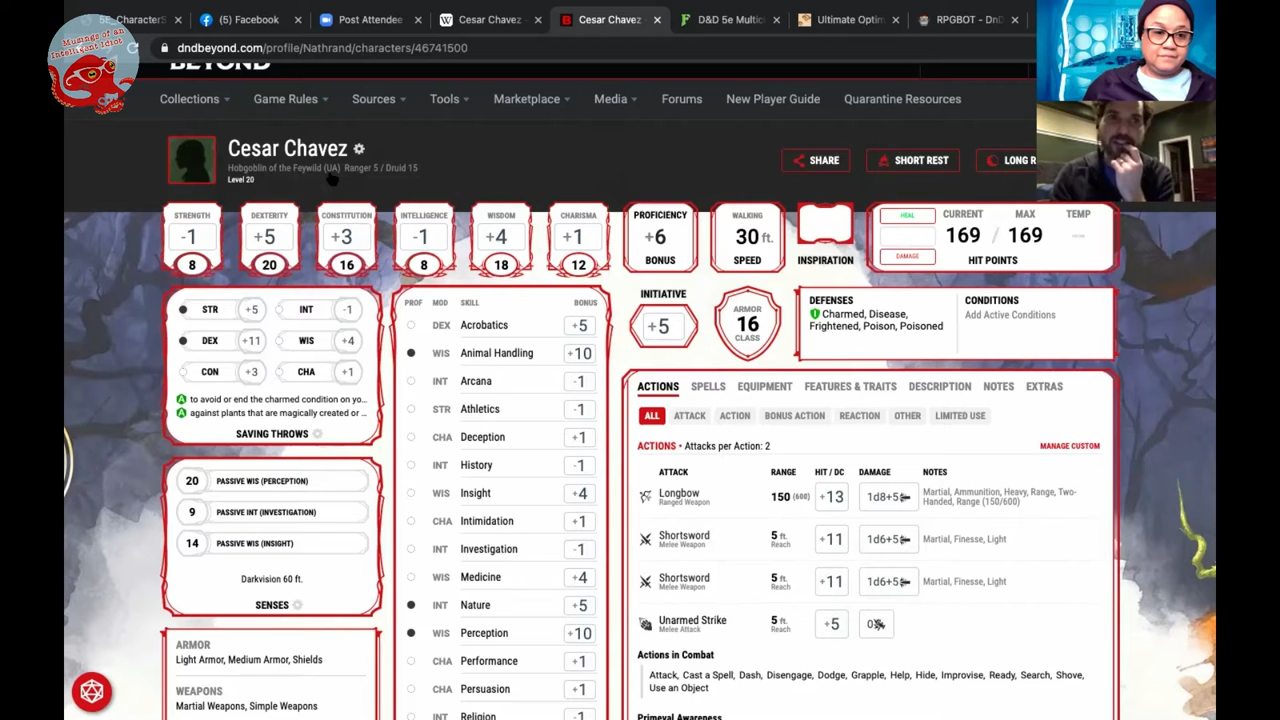 5E_CharacterS
(5) Facebook
Post Attendee
Cesar Chavez
Cesar Chavez
D&D 5e Multic
Ultimate Optim
RPGBOT - DnD
Musings of an
Intelligent Idiot
dndbeyond.com/profile/Nathrand/characters/46741500
BEYOND
Collections
Game Rules
Sources
Tools
Marketplace
Media
Forums
New Player Guide
Quarantine Resources
Cesar Chavez
Hobgoblin of the Feywild (UA) Ranger 5 / Druid 15
Level 20
SHARE
SHORT REST
LONG R
STRENGTH
-1
8
DEXTERITY
+5
20
CONSTITUTION
+3
16
INTELLIGENCE
-1
8
WISDOM
+4
18
CHARISMA
+1
12
PROFICIENCY
+6
BONUS
WALKING
30 ft.
SPEED
INSPIRATION
HEAL
DAMAGE
CURRENT
MAX
TEMP
169 / 169
HIT POINTS
STR +5
INT -1
DEX +11
WIS +4
CON +3
CHA +1
to avoid or end the charmed condition on yo...
against plants that are magically created or ...
SAVING THROWS
20 PASSIVE WIS (PERCEPTION)
9 PASSIVE INT (INVESTIGATION)
14 PASSIVE WIS (INSIGHT)
Darkvision 60 ft.
SENSES
ARMOR
Light Armor, Medium Armor, Shields
WEAPONS
Martial Weapons, Simple Weapons
PROF MOD SKILL BONUS
DEX Acrobatics +5
WIS Animal Handling +10
INT Arcana -1
STR Athletics -1
CHA Deception +1
INT History -1
WIS Insight +4
CHA Intimidation +1
INT Investigation -1
WIS Medicine +4
INT Nature +5
WIS Perception +10
CHA Performance +1
CHA Persuasion +1
INT Religion -1
INITIATIVE
+5
ARMOR
16
CLASS
DEFENSES
Charmed, Disease,
Frightened, Poison, Poisoned
CONDITIONS
Add Active Conditions
ACTIONS SPELLS EQUIPMENT FEATURES & TRAITS DESCRIPTION NOTES EXTRAS
ALL ATTACK ACTION BONUS ACTION REACTION OTHER LIMITED USE
ACTIONS • Attacks per Action: 2
MANAGE CUSTOM
ATTACK RANGE HIT / DC DAMAGE NOTES
Longbow
Ranged Weapon
150 (600) +13 1d8+5
Martial, Ammunition, Heavy, Range, Two-
Handed, Range (150/600)
Shortsword
Melee Weapon
5 ft.
Reach
+11 1d6+5 Martial, Finesse, Light
Shortsword
Melee Weapon
5 ft.
Reach
+11 1d6+5 Martial, Finesse, Light
Unarmed Strike
Melee Attack
5 ft.
Reach
+5 0
Actions in Combat
Attack, Cast a Spell, Dash, Disengage, Dodge, Grapple, Help, Hide, Improvise, Ready, Search, Shove,
Use an Object
Primeval Awareness